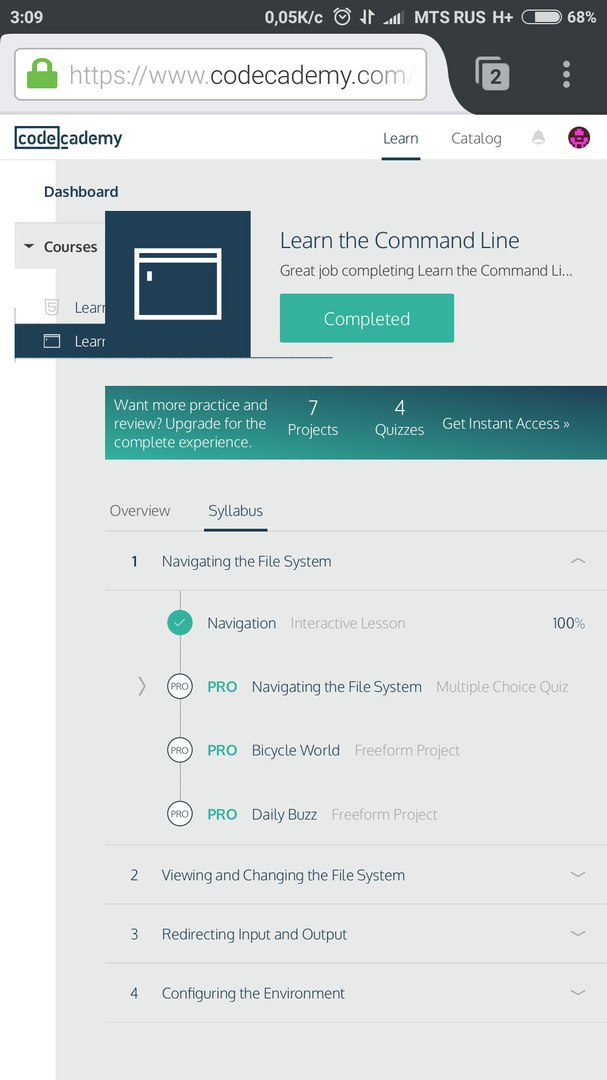 3:09 0,05K/c MTS RUS H+ 68%
https://www.codecademy.com/ 2
codecademy Learn Catalog
Dashboard
Courses
Learn the Command Line
Great job completing Learn the Command Li...
Completed
5 Lear
Lear
Want more practice and
review? Upgrade for the
complete experience.
7
Projects
4
Quizzes
Get Instant Access »
Overview Syllabus
1 Navigating the File System
Navigation Interactive Lesson 100%
PRO PRO Navigating the File System Multiple Choice Quiz
PRO PRO Bicycle World Freeform Project
PRO PRO Daily Buzz Freeform Project
2 Viewing and Changing the File System
3 Redirecting Input and Output
4 Configuring the Environment